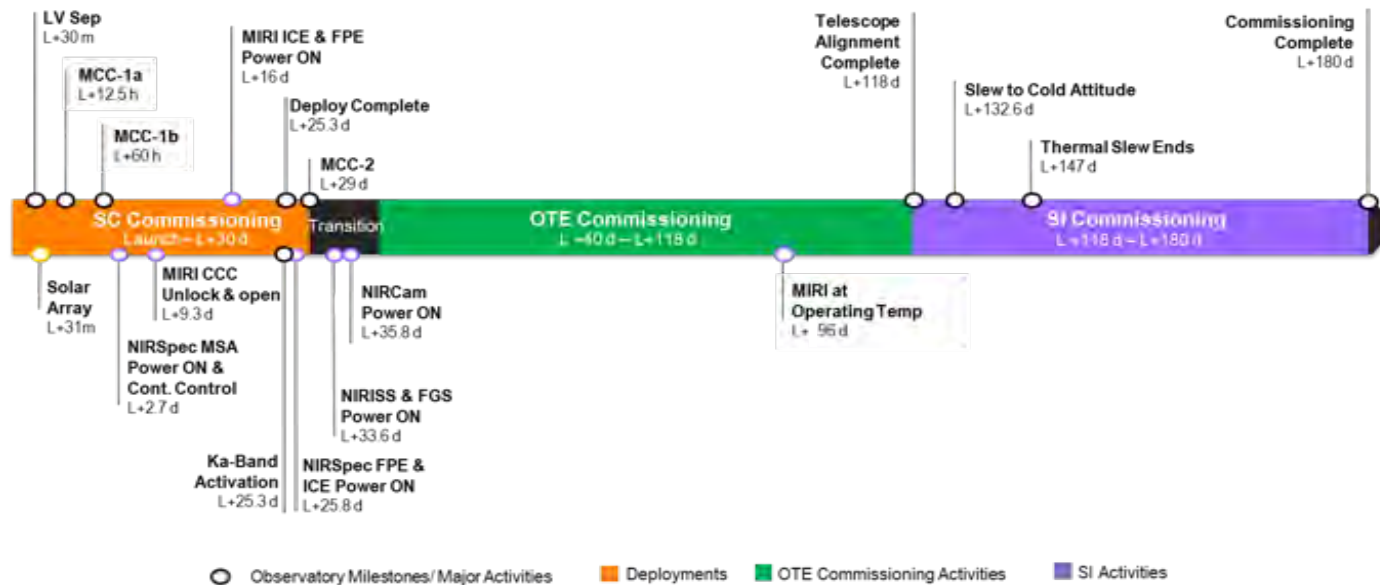 LV Sep
L+30 m
MCC-1a
L+12.5 h
MCC-1b
L+60 h
MIRI ICE & FPE
Power ON
L+16 d
Deploy Complete
L+25.3 d
MCC-2
L+29 d
Telescope
Alignment
Complete
L+118 d
Slew to Cold Attitude
L+132.6 d
Thermal Slew Ends
L+147 d
Commissioning
Complete
L+180 d
SC Commissioning
Launch – L+30 d
Transition
OTE Commissioning
L +40 d – L+118 d
SI Commissioning
L +118 d – L+180 d
Solar
Array
L+31m
NIRSpec MSA
Power ON &
Cont. Control
L+2.7 d
MIRI CCC
Unlock & open
L+9.3 d
Ka-Band
Activation
L+25.3 d
NIRSpec FPE &
ICE Power ON
L+25.8 d
NIRISS & FGS
Power ON
L+33.6 d
NIRCam
Power ON
L+35.8 d
MIRI at
Operating Temp
L+ 96 d
Observatory Milestones/ Major Activities
Deployments
OTE Commissioning Activities
SI Activities